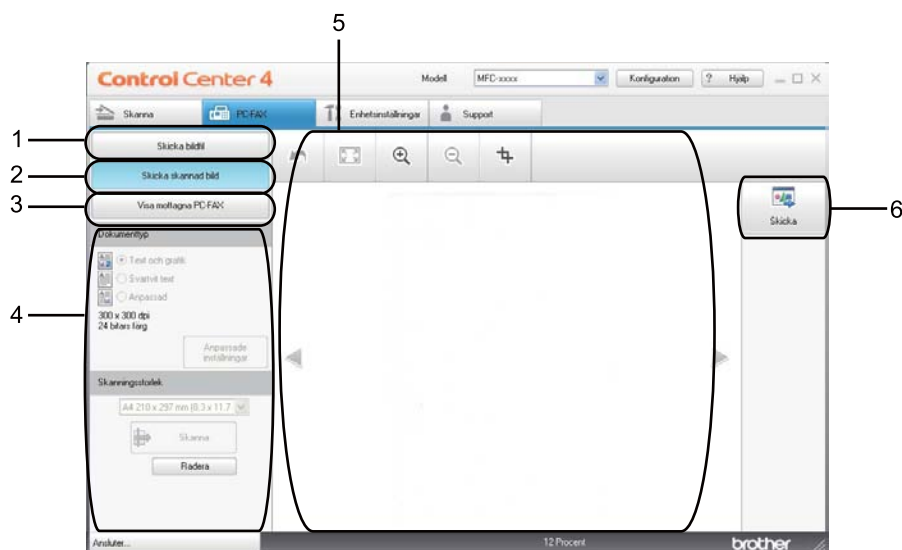 5
Control Center 4
Modell MFC-xxxx Konfiguration ? Hjälp
Skanna PC-FAX Enhetsinställningar Support
1 Skicka bildfil
2 Skicka skannad bild
3 Visa mottagna PC-FAX
6 Skicka
Dokumenttyp
Text och grafik
Svartvit text
Anpassad
4
300 x 300 dpi
24 bitars färg
Anpassade
inställningar
Skanningsstorlek
A4 210 x 297 mm (8.3 x 11.7
Skanna
Radera
Ansluter... 12 Procent brother